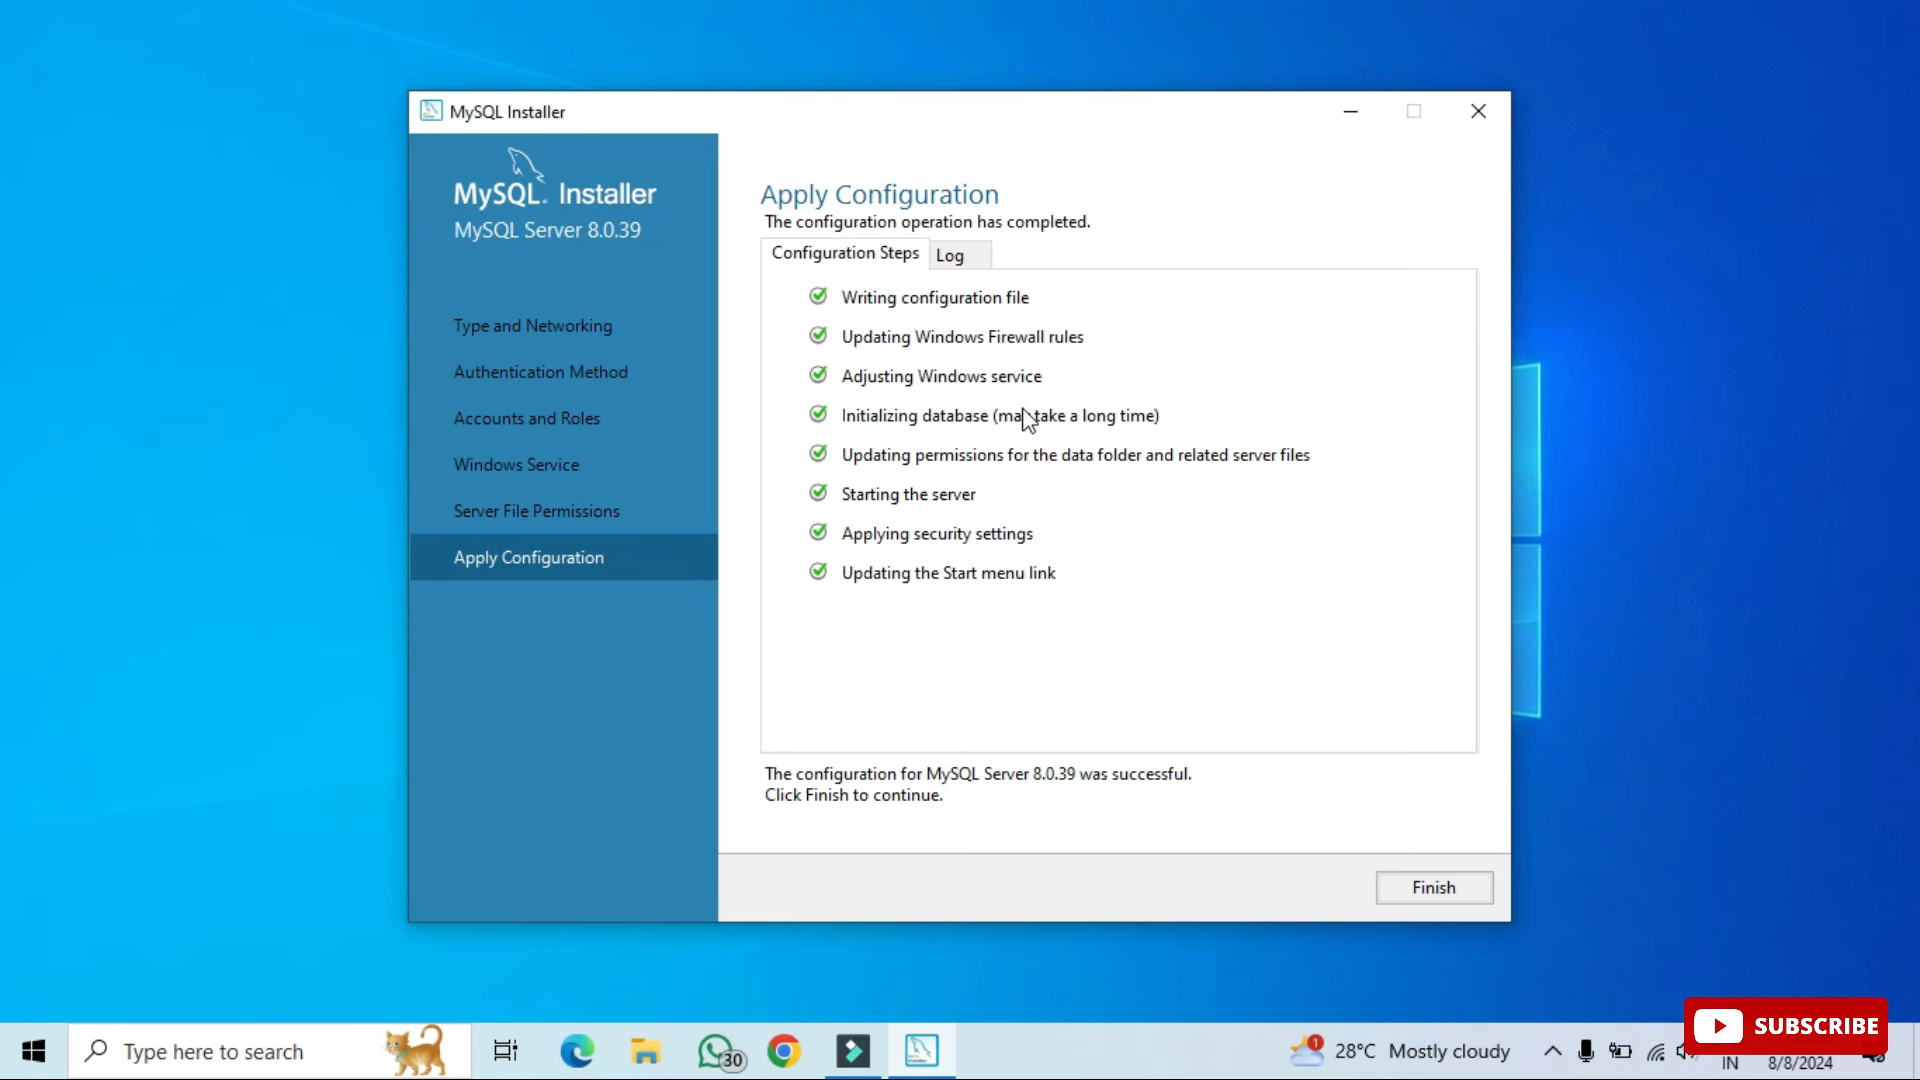 MySQL Installer
MySQL. Installer
MySQL Server 8.0.39
Type and Networking
Authentication Method
Accounts and Roles
Windows Service
Server File Permissions
Apply Configuration
Apply Configuration
The configuration operation has completed.
Configuration Steps
Log
Writing configuration file
Updating Windows Firewall rules
Adjusting Windows service
Initializing database (may take a long time)
Updating permissions for the data folder and related server files
Starting the server
Applying security settings
Updating the Start menu link
The configuration for MySQL Server 8.0.39 was successful.
Click Finish to continue.
Finish
SUBSCRIBE
Type here to search
30
1
28°C Mostly cloudy
IN
8/8/2024